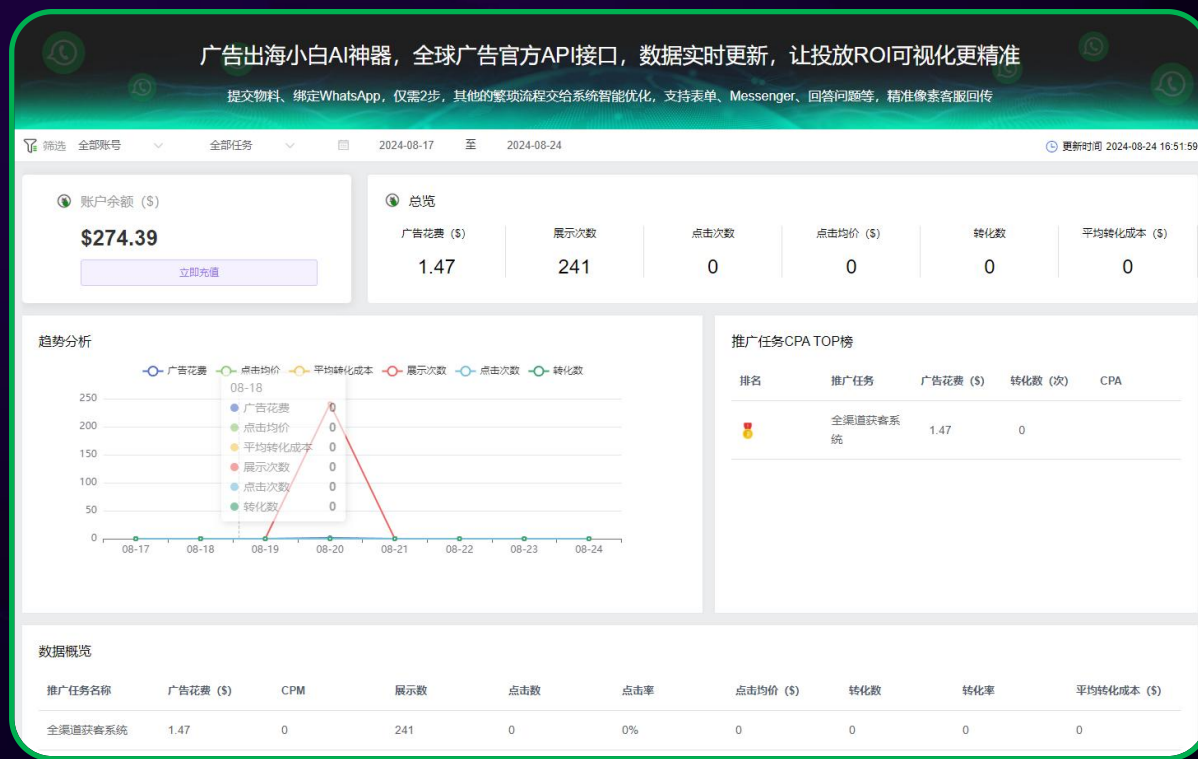 广告出海小白AI神器，全球广告官方API接口，数据实时更新，让投放ROI可视化更精准
提交物料、绑定WhatsApp，仅需2步，其他的繁琐流程交给系统智能优化，支持表单、Messenger、回答问题等，精准像素客服回传
筛选 全部账号 全部任务 2024-08-17 至 2024-08-24 更新时间 2024-08-24 16:51:59
账户余额（$）
$274.39
立即充值
总览
广告花费（$） 展示次数 点击次数 点击均价（$） 转化数 平均转化成本（$）
1.47 241 0 0 0 0
趋势分析
广告花费 点击均价 平均转化成本 展示次数 点击次数 转化数
08-18
广告花费 0
点击均价 0
平均转化成本 0
展示次数 0
点击次数 0
转化数 0
250
200
150
100
50
0
08-17 08-18 08-19 08-20 08-21 08-22 08-23 08-24
推广任务CPA TOP榜
排名 推广任务 广告花费（$） 转化数（次） CPA
全渠道获客系
统
1.47 0
数据概览
推广任务名称 广告花费（$） CPM 展示数 点击数 点击率 点击均价（$） 转化数 转化率 平均转化成本（$）
全渠道获客系统 1.47 0 241 0 0% 0 0 0 0